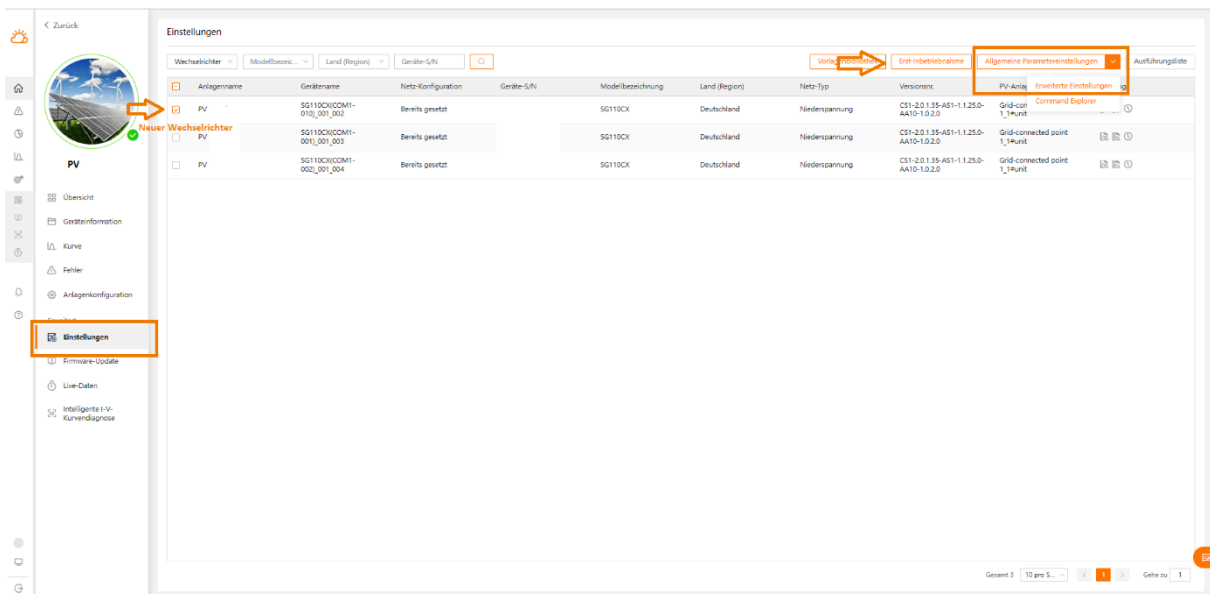 Zurück
PV
Übersicht
Geräteinformation
Kurve
Fehler
Anlagenkonfiguration
Einstellungen
Firmware-Update
Live-Daten
Intelligente I-V-
Kurvendiagnose
Einstellungen
Wechselrichter Modellbezeic... Land (Region) Geräte-S/N
Erst-Inbetriebnahme Allgemeine Parametereinstellungen Ausführungsliste
Erweiterte Einstellungen
Command Explorer
Anlagenname Gerätename Netz-Konfiguration Geräte-S/N Modellbezeichnung Land (Region) Netz-Typ Versionsnr.
Neuer Wechselrichter
PV SG110CX(COM1-
010)_001_002 Bereits gesetzt SG110CX Deutschland Niederspannung CS1-2.0.1.35-AS1-1.1.25.0-
AA10-1.0.2.0 1_1#unit
PV SG110CX(COM1-
001)_001_003 Bereits gesetzt SG110CX Deutschland Niederspannung CS1-2.0.1.35-AS1-1.1.25.0-
AA10-1.0.2.0 Grid-connected point
1_1#unit
PV SG110CX(COM1-
002)_001_004 Bereits gesetzt SG110CX Deutschland Niederspannung CS1-2.0.1.35-AS1-1.1.25.0-
AA10-1.0.2.0 Grid-connected point
1_1#unit
Gesamt 3 10 pro S... 1 Gehe zu 1